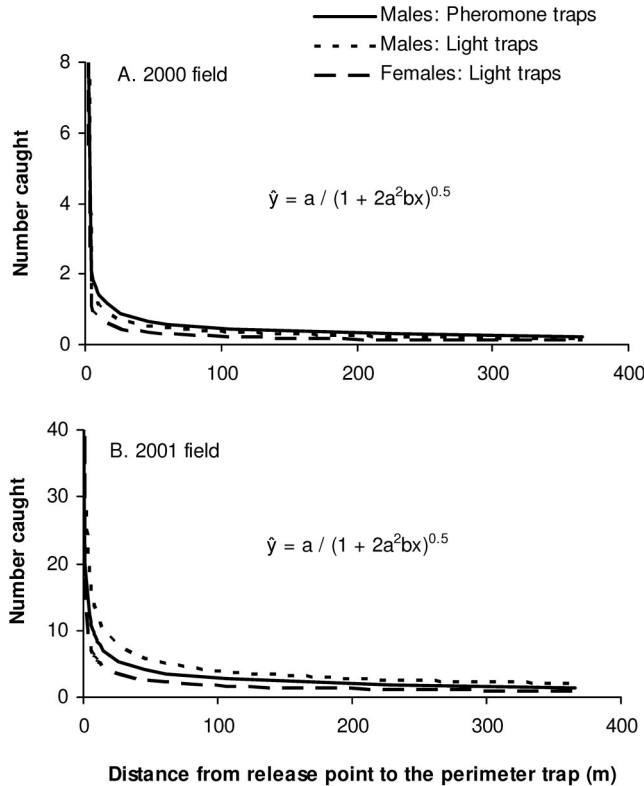 Males: Pheromone traps
Males: Light traps
Females: Light traps
A. 2000 field
Number caught
8
6
4
2
0
ŷ = a / (1 + 2a²bx)^0.5
0 100 200 300 400
B. 2001 field
Number caught
40
30
20
10
0
ŷ = a / (1 + 2a²bx)^0.5
0 100 200 300 400
Distance from release point to the perimeter trap (m)